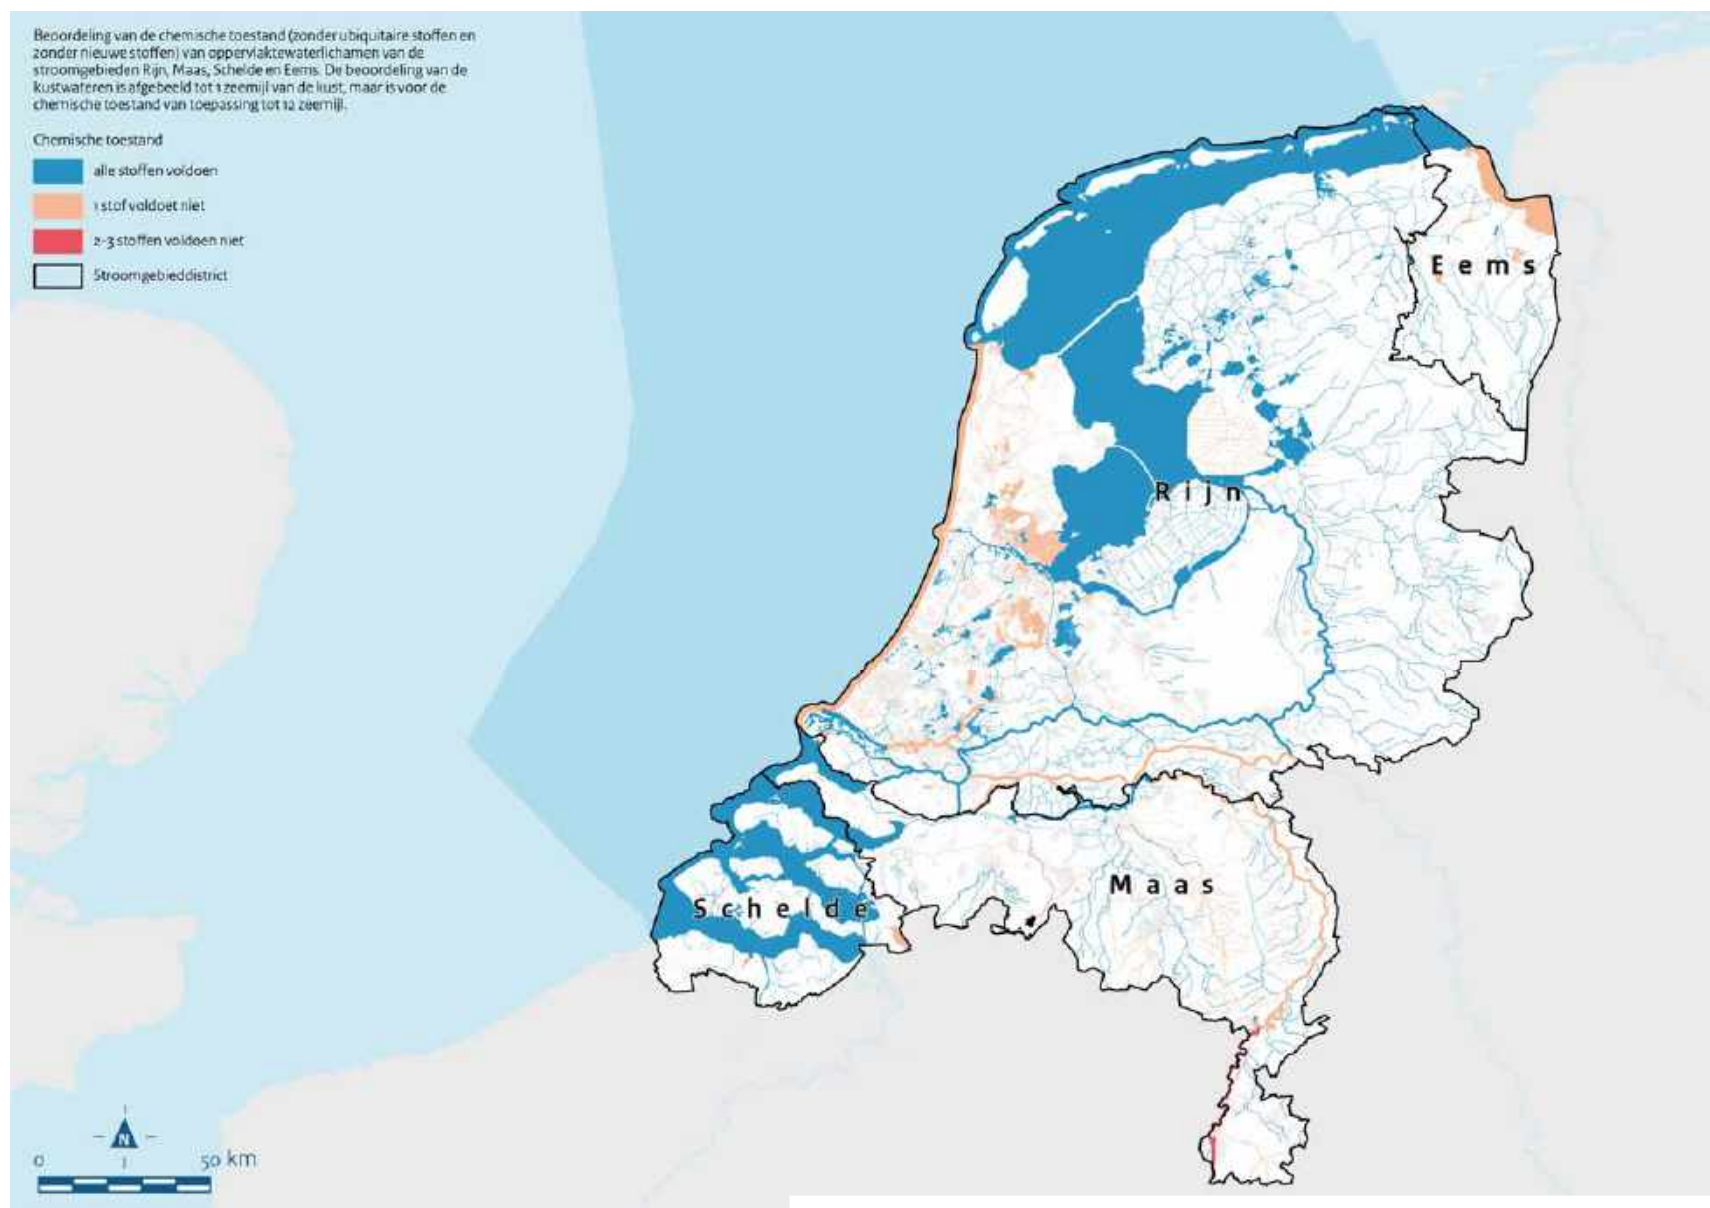 Beoordeling van de chemische toestand (zonder ubiquitaire stoffen en
zonder nieuwe stoffen) van oppervlaktewaterlichamen van de
stroomgebieden Rijn, Maas, Schelde en Eems. De beoordeling van de
kustwateren is afgebeeld tot 1 zeemijl van de kust, maar is voor de
chemische toestand van toepassing tot 12 zeemijl.
Chemische toestand
alle stoffen voldoen
1 stof voldoet niet
2-3 stoffen voldoen niet
Stroomgebieddistrict
Eems
Rijn
Maas
Schelde
N
0 50 km